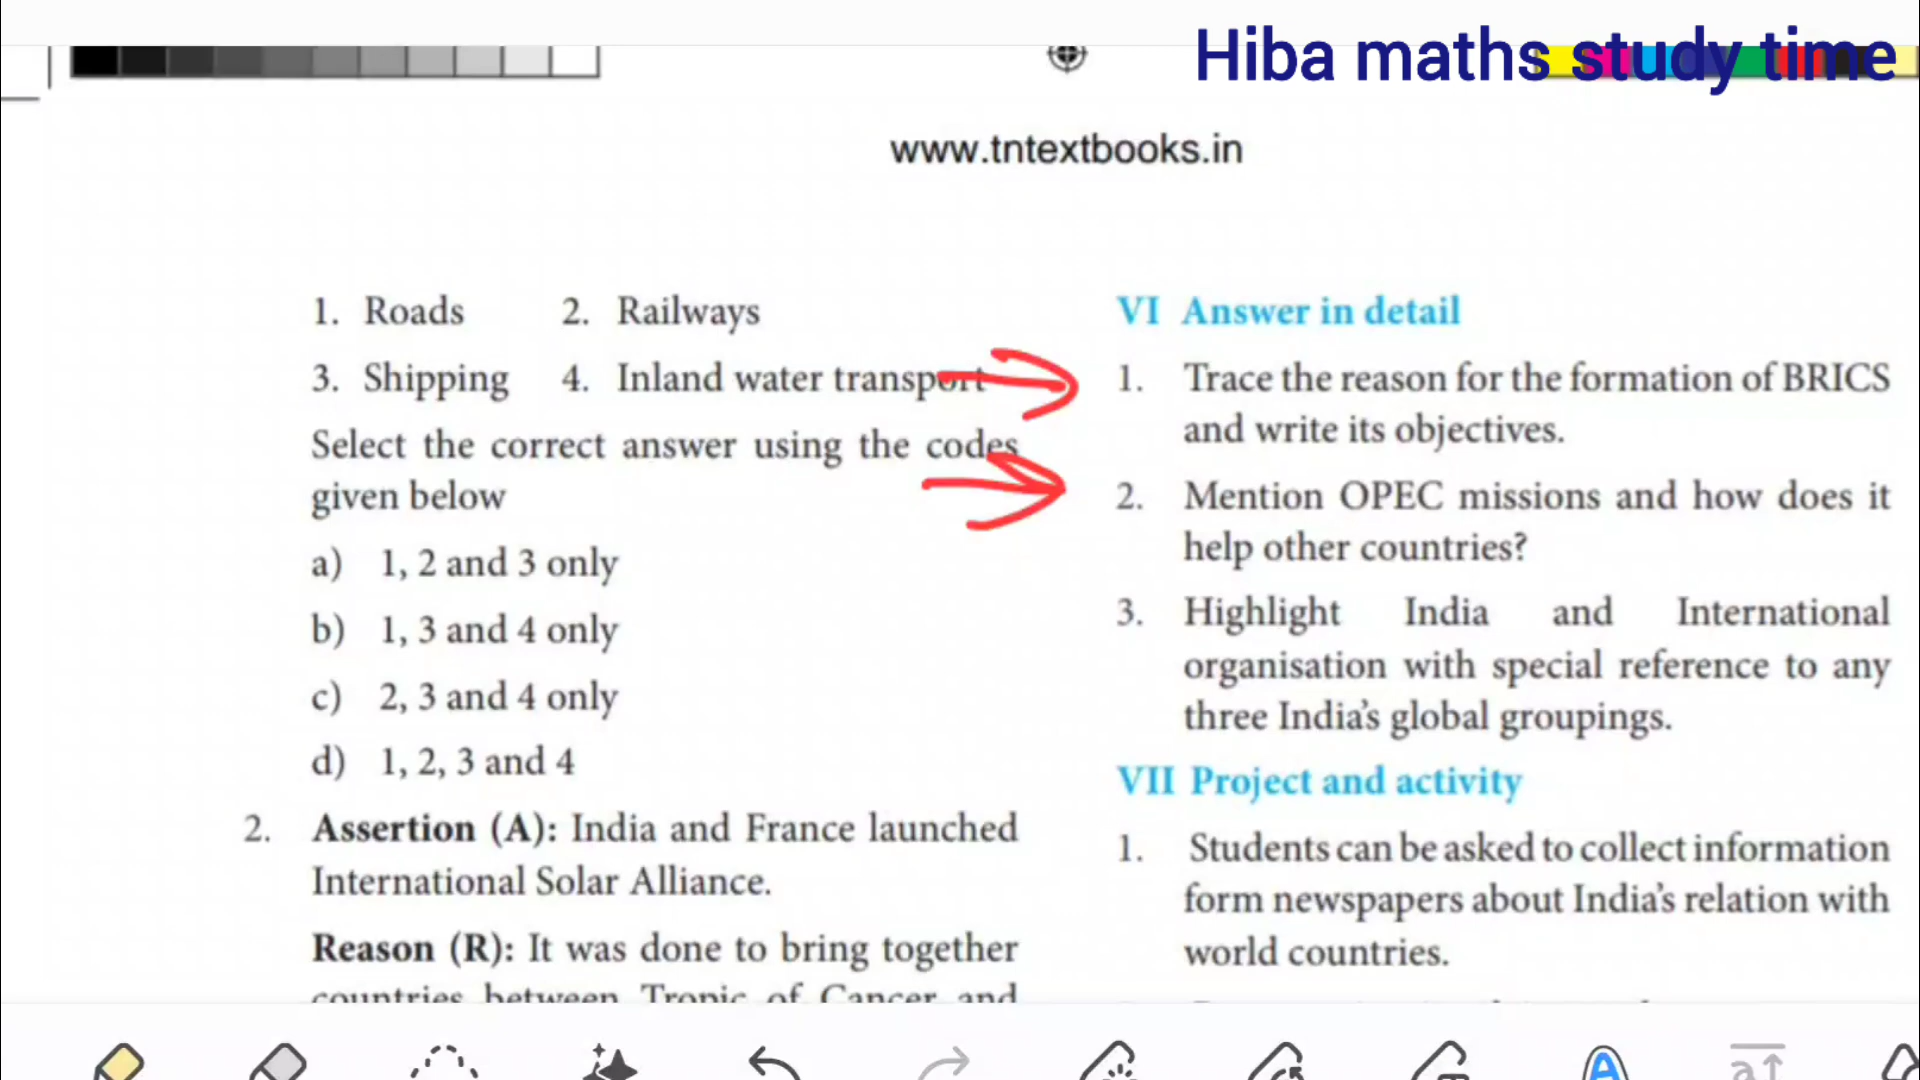 Hiba maths study time
www.tntextbooks.in
1. Roads 2. Railways
3. Shipping 4. Inland water transport
Select the correct answer using the codes
given below
a) 1, 2 and 3 only
b) 1, 3 and 4 only
c) 2, 3 and 4 only
d) 1, 2, 3 and 4
2. Assertion (A): India and France launched
International Solar Alliance.
Reason (R): It was done to bring together
countries between Tropic of Cancer and
VI Answer in detail
1. Trace the reason for the formation of BRICS
and write its objectives.
2. Mention OPEC missions and how does it
help other countries?
3. Highlight India and International
organisation with special reference to any
three India's global groupings.
VII Project and activity
1. Students can be asked to collect information
form newspapers about India's relation with
world countries.